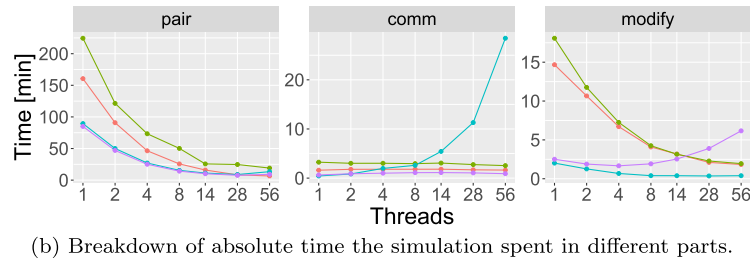 pair comm modify
Time [min]
200
150
100
50
0
20
10
0
15
10
5
0
1 2 4 8 14 28 56 1 2 4 8 14 28 56 1 2 4 8 14 28 56
Threads
(b) Breakdown of absolute time the simulation spent in different parts.